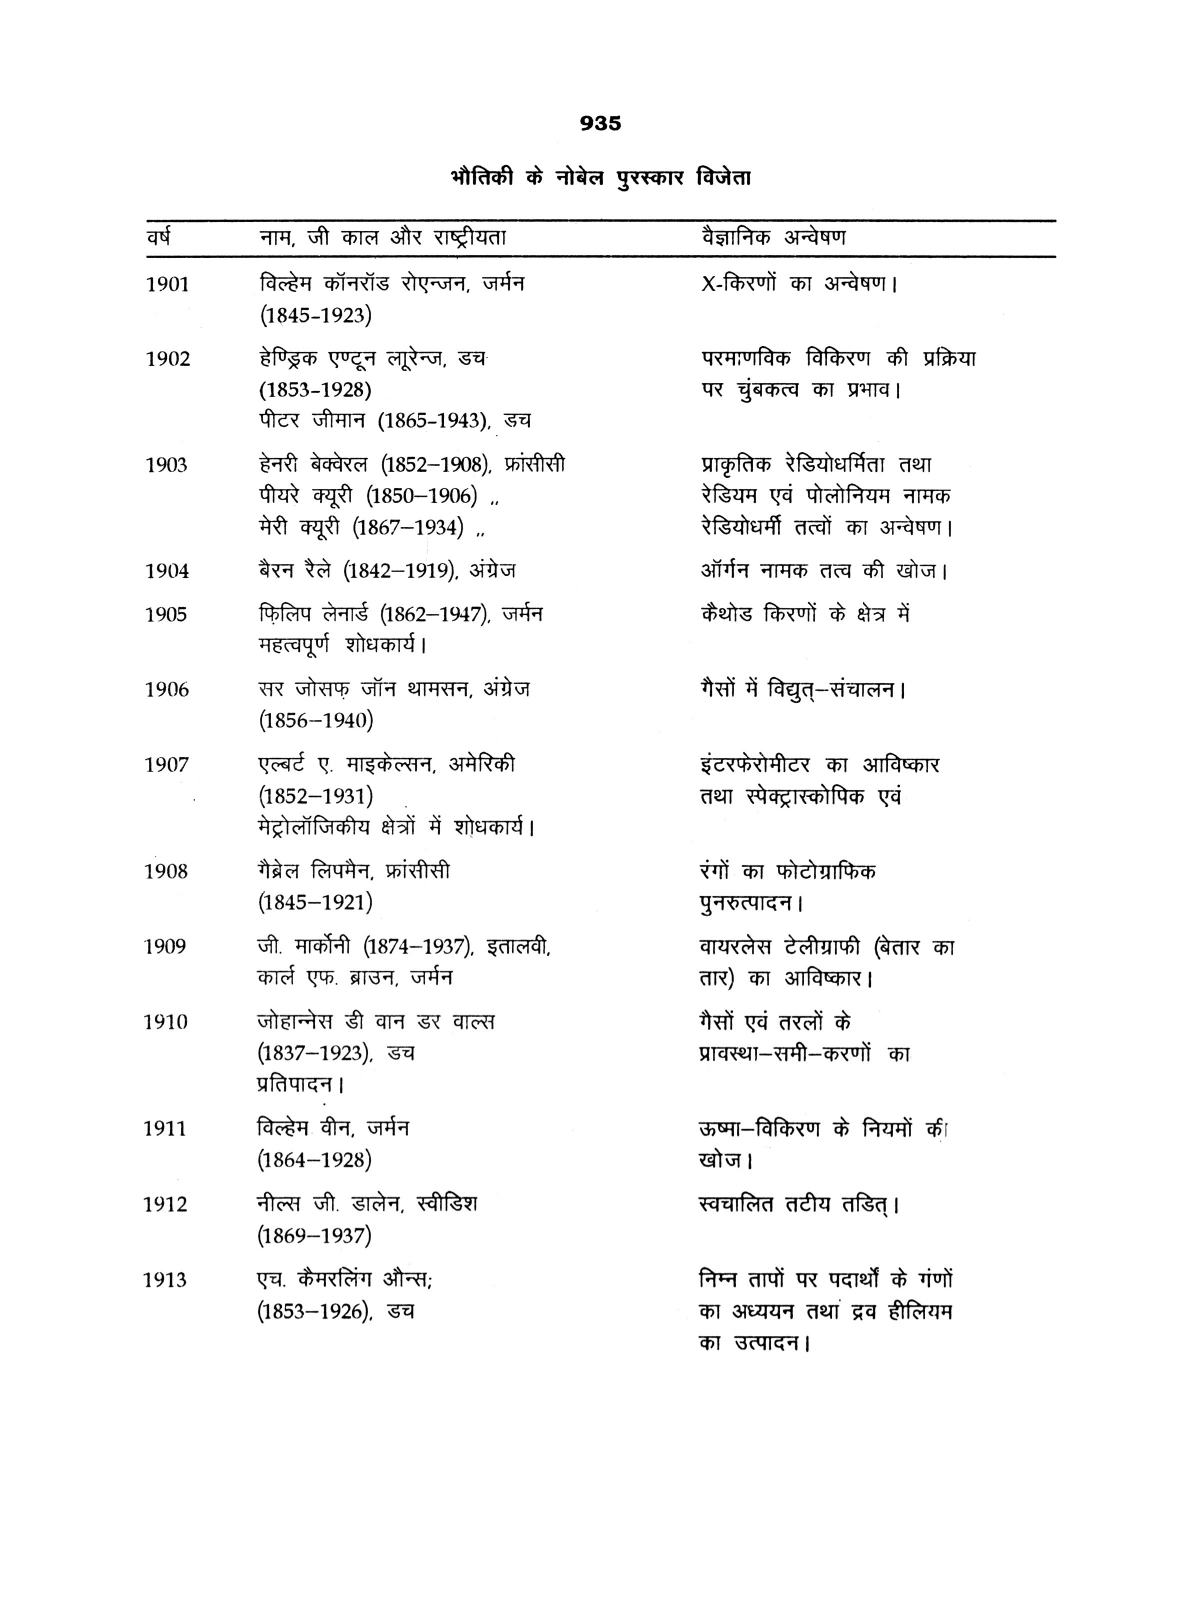 935
भौतिकी के नोबेल पुरस्कार विजेता
वर्ष नाम, जी काल और राष्ट्रीयता वैज्ञानिक अन्वेषण
1901 विल्हेम कॉनरॉड रोएन्जन, जर्मन X-किरणों का अन्वेषण।
(1845-1923)
1902 हेण्ड्रिक एण्टून लाूरेन्ज, डच परमाणविक विकिरण की प्रक्रिया
(1853-1928) पर चुंबकत्व का प्रभाव।
पीटर जीमान (1865-1943), डच
1903 हेनरी बेक्वेरल (1852–1908), फ्रांसीसी प्राकृतिक रेडियोधर्मिता तथा
पीयरे क्यूरी (1850–1906) ,, रेडियम एवं पोलोनियम नामक
मेरी क्यूरी (1867–1934) ,, रेडियोधर्मी तत्वों का अन्वेषण।
1904 बैरन रैले (1842–1919), अंग्रेज ऑर्गन नामक तत्व की खोज।
1905 फ़िलिप लेनार्ड (1862–1947), जर्मन कैथोड किरणों के क्षेत्र में
महत्वपूर्ण शोधकार्य।
1906 सर जोसफ़ जॉन थामसन, अंग्रेज गैसों में विद्युत्–संचालन।
(1856–1940)
1907 एल्बर्ट ए. माइकेल्सन, अमेरिकी इंटरफेरोमीटर का आविष्कार
(1852–1931) तथा स्पेक्ट्रास्कोपिक एवं
मेट्रोलॉजिकीय क्षेत्रों में शोधकार्य।
1908 गैब्रेल लिपमैन, फ्रांसीसी रंगों का फोटोग्राफिक
(1845–1921) पुनरुत्पादन।
1909 जी. मार्कोनी (1874–1937), इतालवी, वायरलेस टेलीग्राफी (बेतार का
कार्ल एफ. ब्राउन, जर्मन तार) का आविष्कार।
1910 जोहान्नेस डी वान डर वाल्स गैसों एवं तरलों के
(1837–1923), डच प्रावस्था–समी–करणों का
प्रतिपादन।
1911 विल्हेम वीन, जर्मन ऊष्मा–विकिरण के नियमों की
(1864–1928) खोज।
1912 नील्स जी. डालेन, स्वीडिश स्वचालित तटीय तडित्।
(1869–1937)
1913 एच. कैमरलिंग औन्स; निम्न तापों पर पदार्थों के गंणों
(1853–1926), डच का अध्ययन तथा द्रव हीलियम
का उत्पादन।